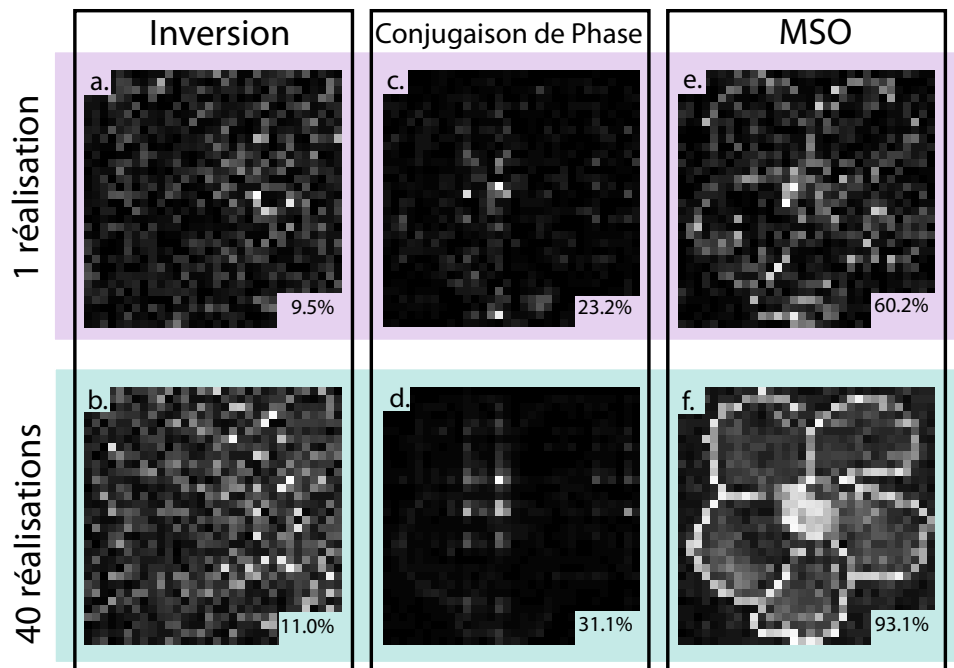 Inversion
Conjugaison de Phase
MSO
1 réalisation
a.
9.5%
c.
23.2%
e.
60.2%
40 réalisations
b.
11.0%
d.
31.1%
f.
93.1%